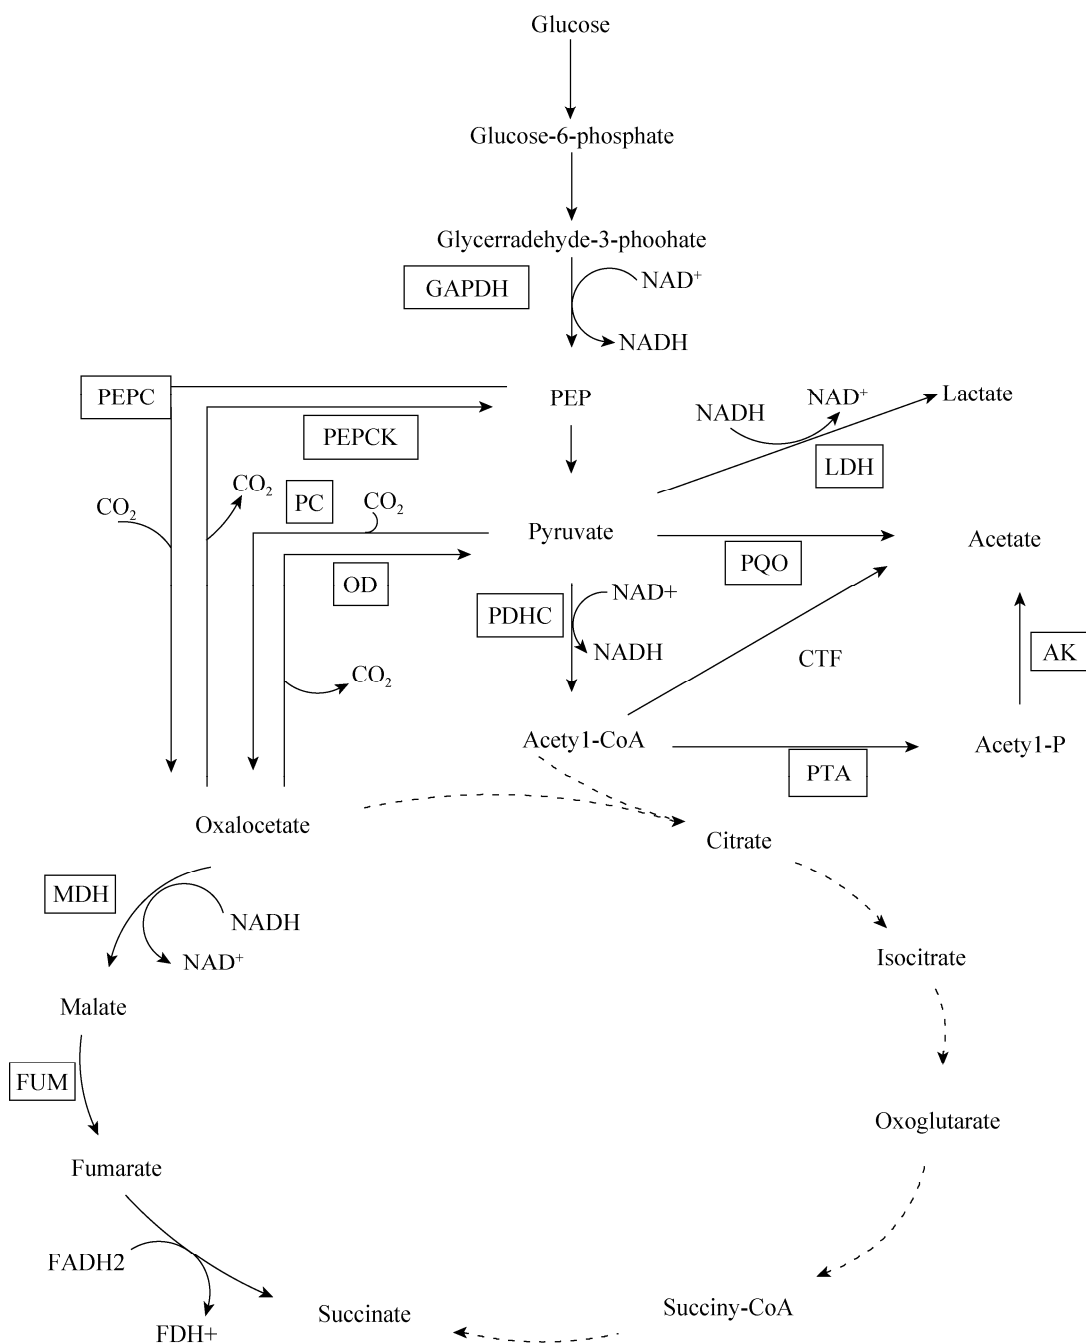 Glucose
Glucose-6-phosphate
Glycerradehyde-3-phoohate
GAPDH
NAD⁺
NADH
PEPC
PEP
PEPCK
NADH
NAD⁺
Lactate
LDH
CO₂
CO₂
PC
CO₂
Pyruvate
Acetate
PQO
OD
PDHC
NAD+
NADH
CO₂
CTF
AK
Acety1-CoA
Acety1-P
PTA
Oxalocetate
Citrate
MDH
NADH
NAD⁺
Isocitrate
Malate
FUM
Oxoglutarate
Fumarate
FADH2
FDH+
Succinate
Succiny-CoA